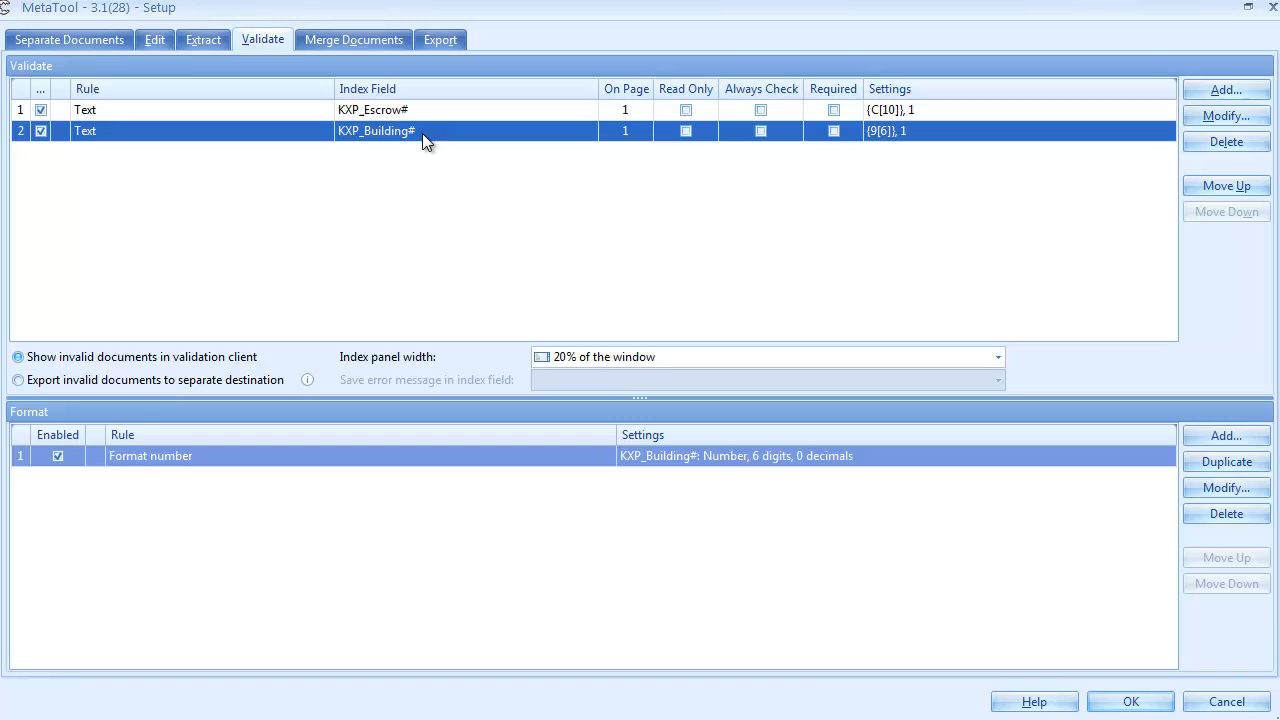 MetaTool - 3.1(28) - Setup
Separate Documents Edit Extract Validate Merge Documents Export
Validate
... Rule Index Field On Page Read Only Always Check Required Settings
1 Text KXP_Escrow# 1 {C[10]}, 1
2 Text KXP_Building# 1 {9[6]}, 1
Add...
Modify...
Delete
Move Up
Move Down
Show invalid documents in validation client Index panel width: 20% of the window
Export invalid documents to separate destination Save error message in index field:
Format
Enabled Rule Settings
1 Format number KXP_Building#: Number, 6 digits, 0 decimals
Add...
Duplicate
Modify...
Delete
Move Up
Move Down
Help OK Cancel